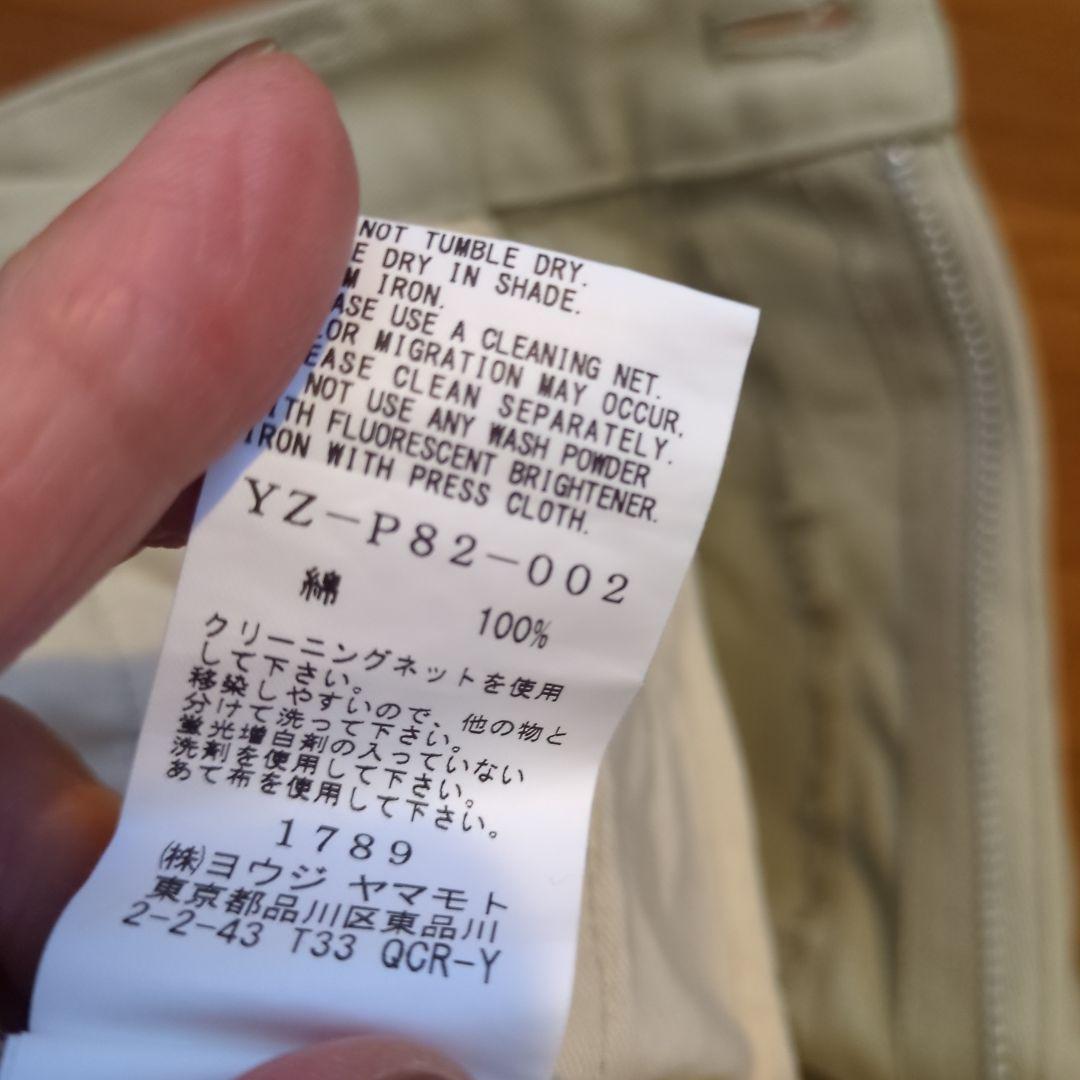 NOT TUMBLE DRY.
E DRY IN SHADE.
M IRON.
ASE USE A CLEANING NET.
LOR MIGRATION MAY OCCUR.
EASE CLEAN SEPARATELY.
NOT USE ANY WASH POWDER
ITH FLUORESCENT BRIGHTENER.
IRON WITH PRESS CLOTH.
YZ-P82-002
綿 100%
クリーニングネットを使用
して下さい。
移染しやすいので、他の物と
分けて洗って下さい。
蛍光増白剤の入っていない
洗剤を使用して下さい。
あて布を使用して下さい。
1789
㈱ヨウジ ヤマモト
東京都品川区東品川
2-2-43 T33 QCR-Y